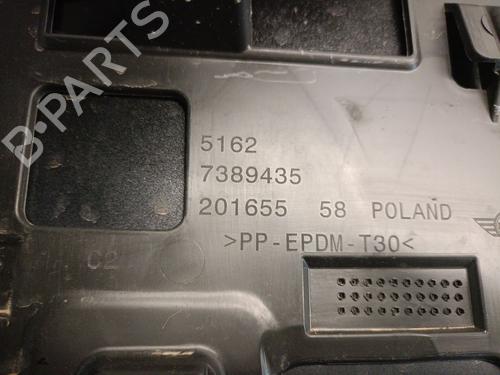 B-PARTS
5162
7389435
201655 58 POLAND
>PP-EPDM-T30<
C2